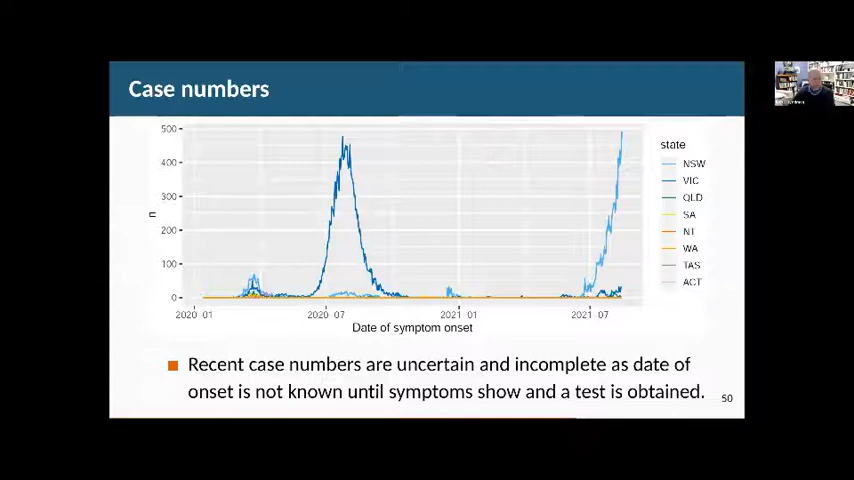 Case numbers
500
400
300
200
100
0
n
2020 01
2020 07
2021 01
2021 07
Date of symptom onset
state
NSW
VIC
QLD
SA
NT
WA
TAS
ACT
Recent case numbers are uncertain and incomplete as date of
onset is not known until symptoms show and a test is obtained.
50